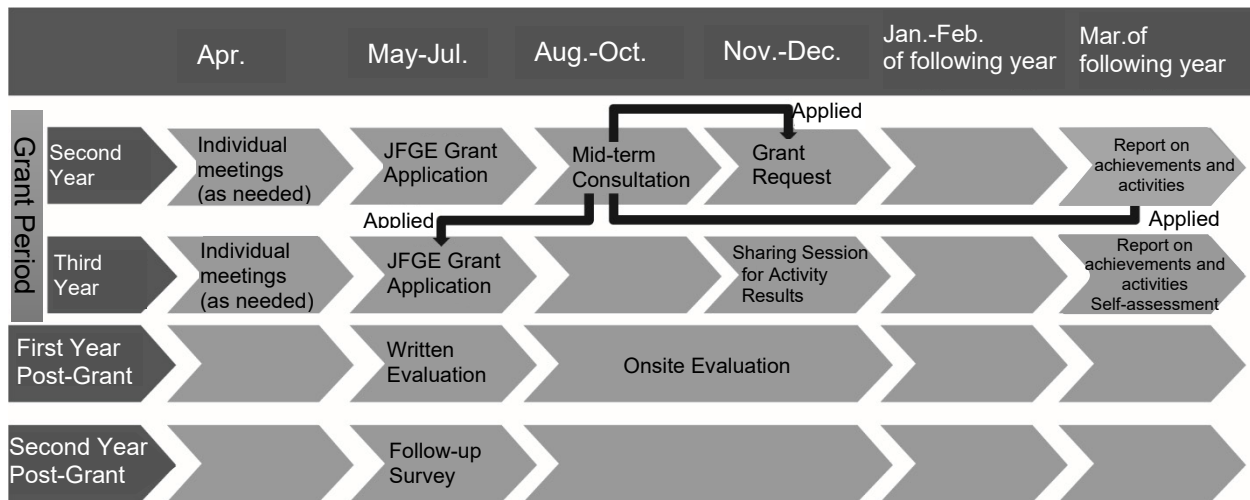 Apr.
May-Jul.
Aug.-Oct.
Nov.-Dec.
Jan.-Feb.
of following year
Mar.of
following year
Grant Period
Second
Year
Individual
meetings
(as needed)
JFGE Grant
Application
Mid-term
Consultation
Applied
Grant
Request
Report on
achievements and
activities
Applied
Applied
Third
Year
Individual
meetings
(as needed)
JFGE Grant
Application
Sharing Session
for Activity
Results
Report on
achievements and
activities
Self-assessment
First Year
Post-Grant
Written
Evaluation
Onsite Evaluation
Second Year
Post-Grant
Follow-up
Survey